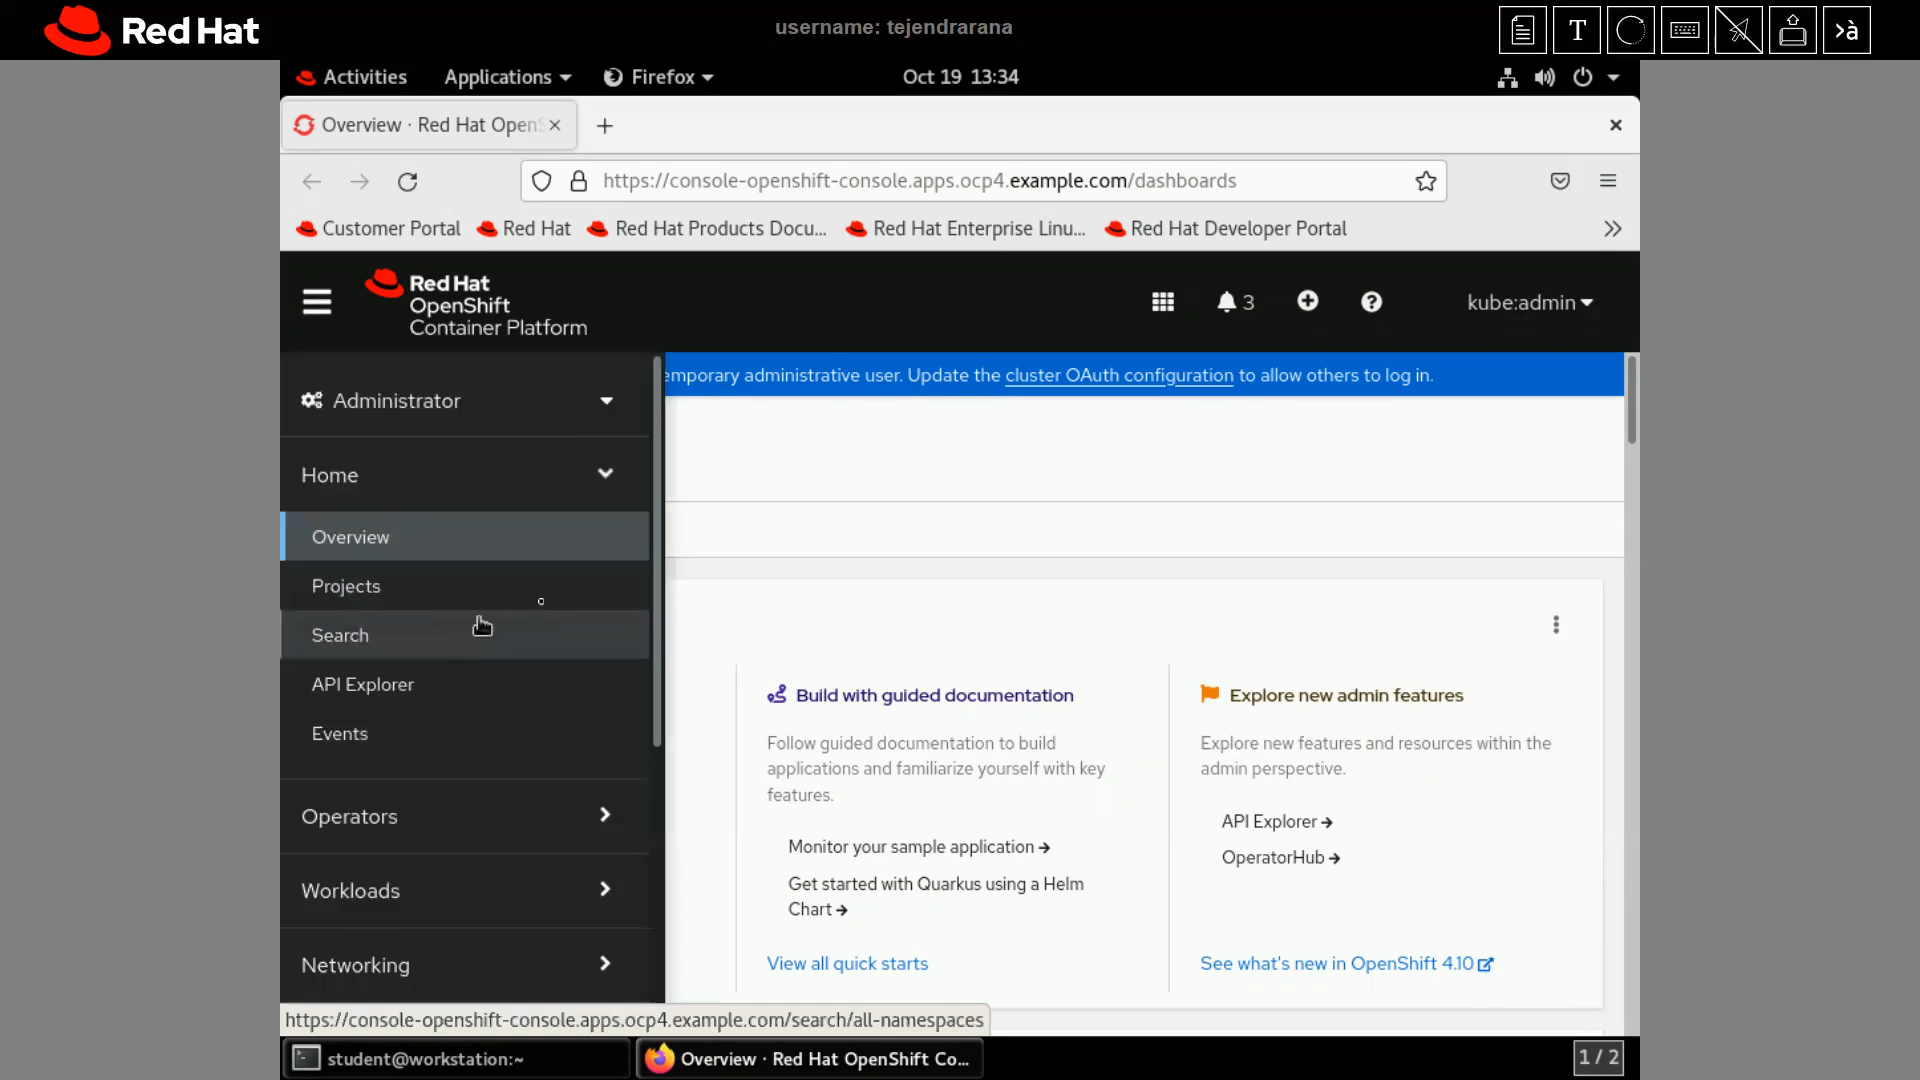 Red Hat
username: tejendrarana
T
>à
Activities
Applications
Firefox
Oct 19 13:34
Overview · Red Hat OpenS
https://console-openshift-console.apps.ocp4.example.com/dashboards
Customer Portal
Red Hat
Red Hat Products Docu...
Red Hat Enterprise Linu...
Red Hat Developer Portal
Red Hat
OpenShift
Container Platform
3
kube:admin
emporary administrative user. Update the cluster OAuth configuration to allow others to log in.
Administrator
Home
Overview
Projects
Search
API Explorer
Events
Operators
Workloads
Networking
Build with guided documentation
Follow guided documentation to build
applications and familiarize yourself with key
features.
Monitor your sample application
Get started with Quarkus using a Helm
Chart
View all quick starts
Explore new admin features
Explore new features and resources within the
admin perspective.
API Explorer
OperatorHub
See what's new in OpenShift 4.10
https://console-openshift-console.apps.ocp4.example.com/search/all-namespaces
student@workstation:~
Overview · Red Hat OpenShift Co...
1 / 2